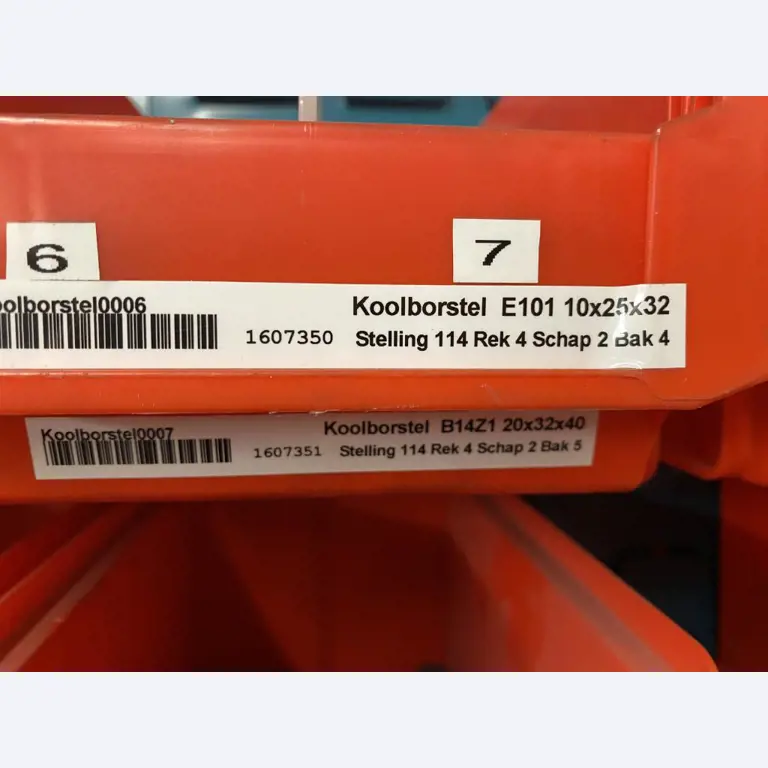 6
7
oolborstel0006
Koolborstel E101 10x25x32
1607350
Stelling 114 Rek 4 Schap 2 Bak 4
Koolborstel0007
Koolborstel B14Z1 20x32x40
1607351
Stelling 114 Rek 4 Schap 2 Bak 5